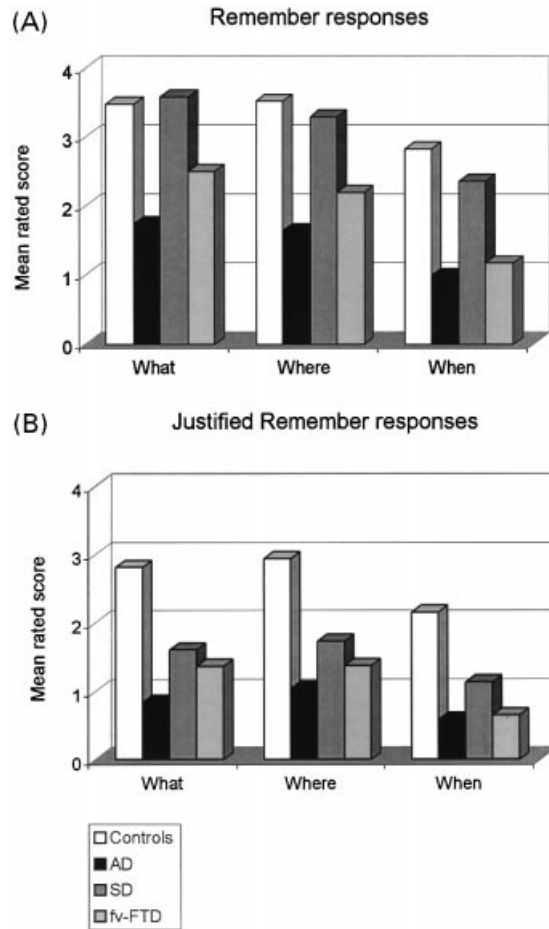 (A) Remember responses
Mean rated score
4
3
2
1
0
What Where When
(B) Justified Remember responses
Mean rated score
4
3
2
1
0
What Where When
Controls
AD
SD
fv-FTD